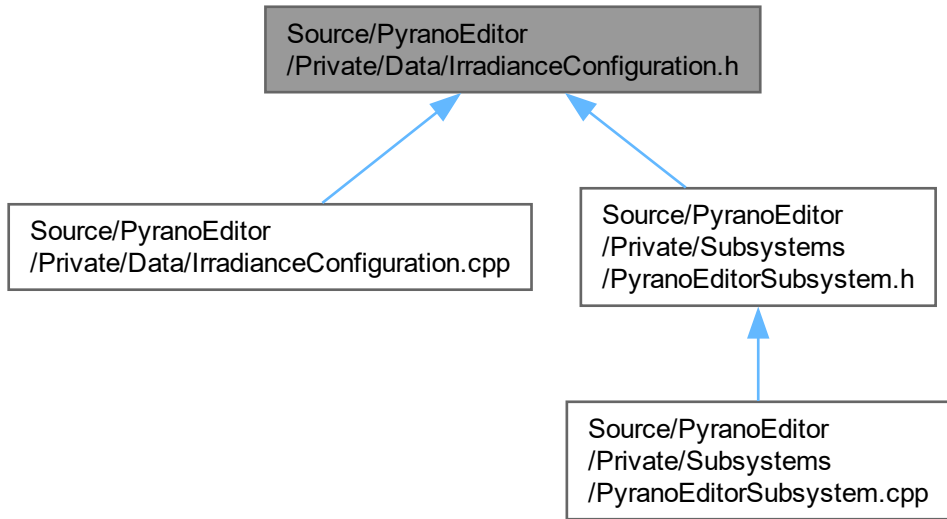 Source/PyranoEditor
/Private/Data/IrradianceConfiguration.h
Source/PyranoEditor
/Private/Data/IrradianceConfiguration.cpp
Source/PyranoEditor
/Private/Subsystems
/PyranoEditorSubsystem.h
Source/PyranoEditor
/Private/Subsystems
/PyranoEditorSubsystem.cpp